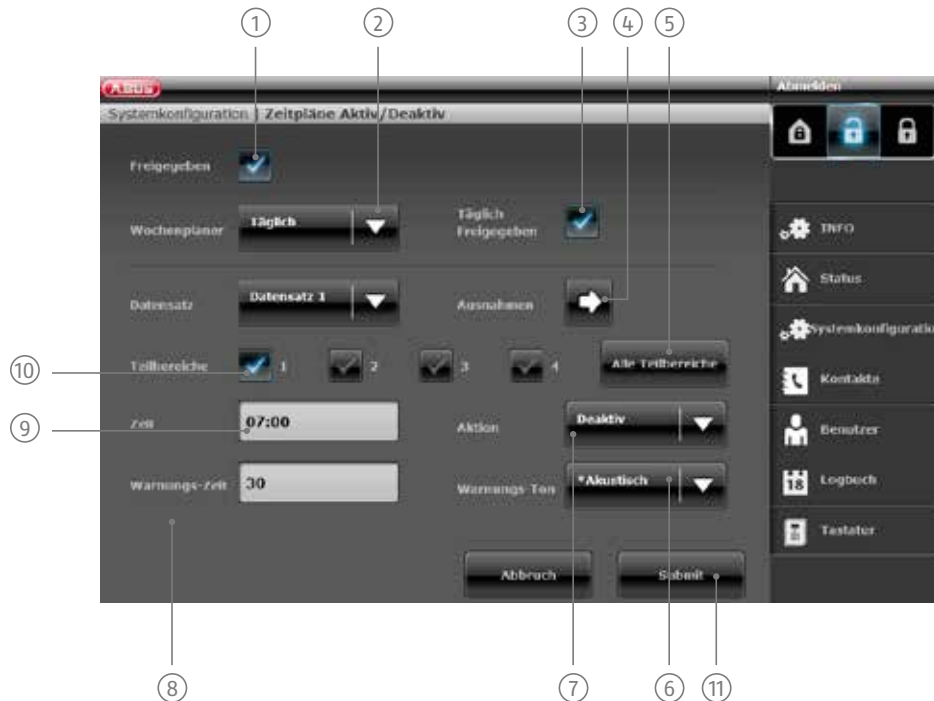 1 2 3 4 5
ABUS
Abmelden
Systemkonfiguration | Zeitpläne Aktiv/Deaktiv
Freigegeben
Wochenplaner Täglich Täglich Freigegeben
Datensatz Datensatz 1 Ausnahmen
Teilbereiche 1 2 3 4 Alle Teilbereiche
10
Zeit 07:00 Aktion Deaktiv
9
Warnungs-Zeit 30 Warnungs Ton *Akustisch
Abbruch Submit
INFO
Status
Systemkonfiguratio
Kontakte
Benutzer
18 Logbuch
Tastatur
8 7 6 11